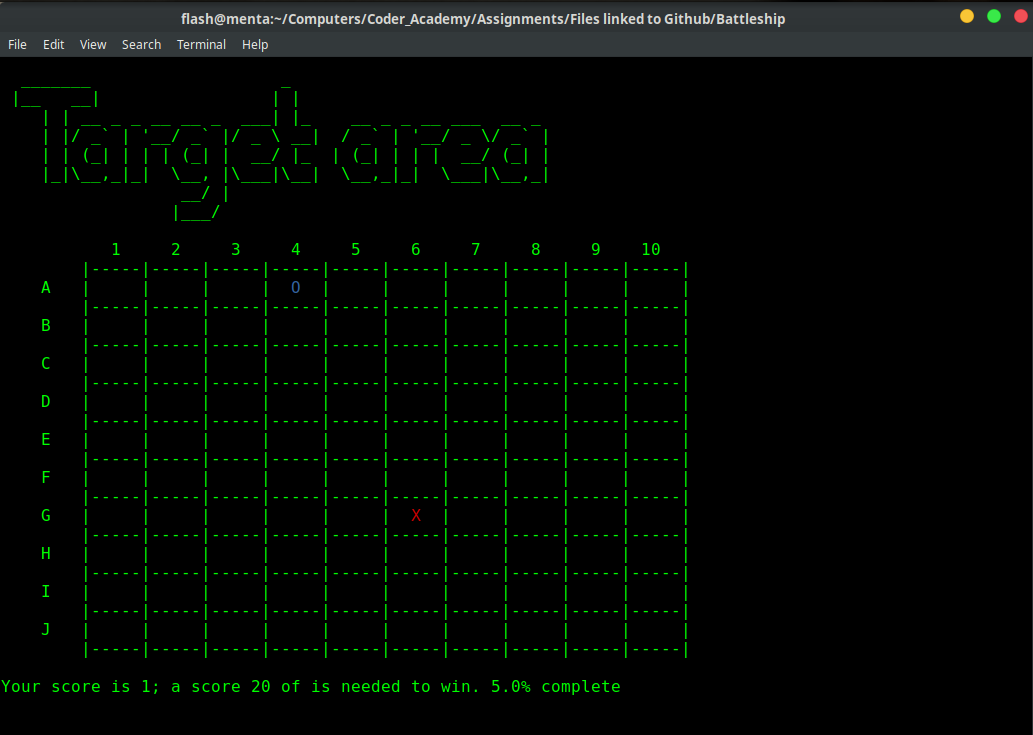 flash@menta:~/Computers/Coder_Academy/Assignments/Files linked to Github/Battleship
File Edit View Search Terminal Help
Target area
1 2 3 4 5 6 7 8 9 10
A O
B
C
D
E
F
G X
H
I
J
Your score is 1; a score 20 of is needed to win. 5.0% complete